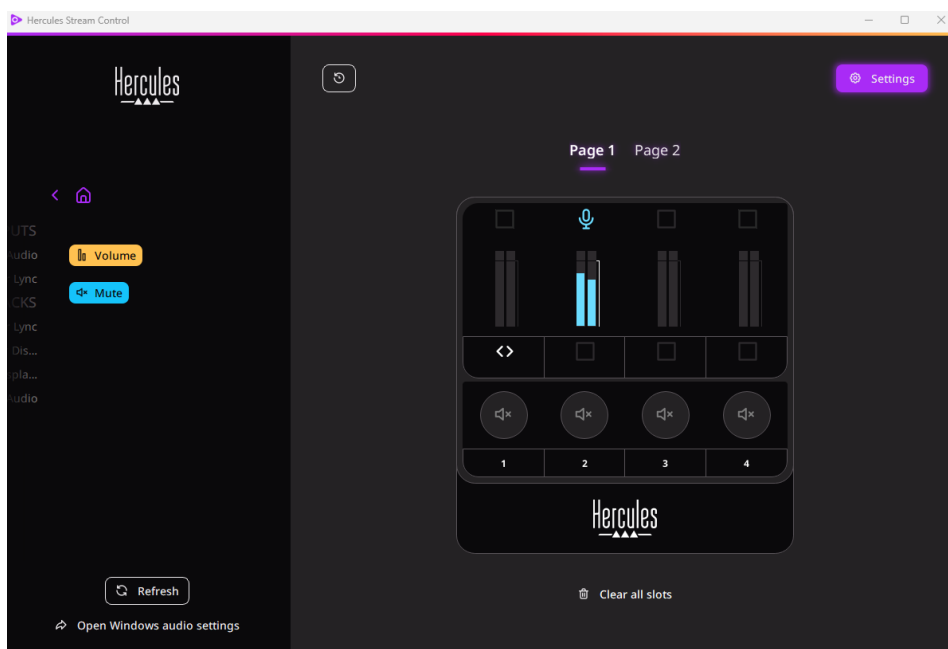 Hercules Stream Control
Hercules
Settings
Page 1 Page 2
UTS
Audio
Volume
Lync
Mute
CKS
Lync
Dis...
pla...
Audio
1 2 3 4
Hercules
Refresh
Clear all slots
Open Windows audio settings